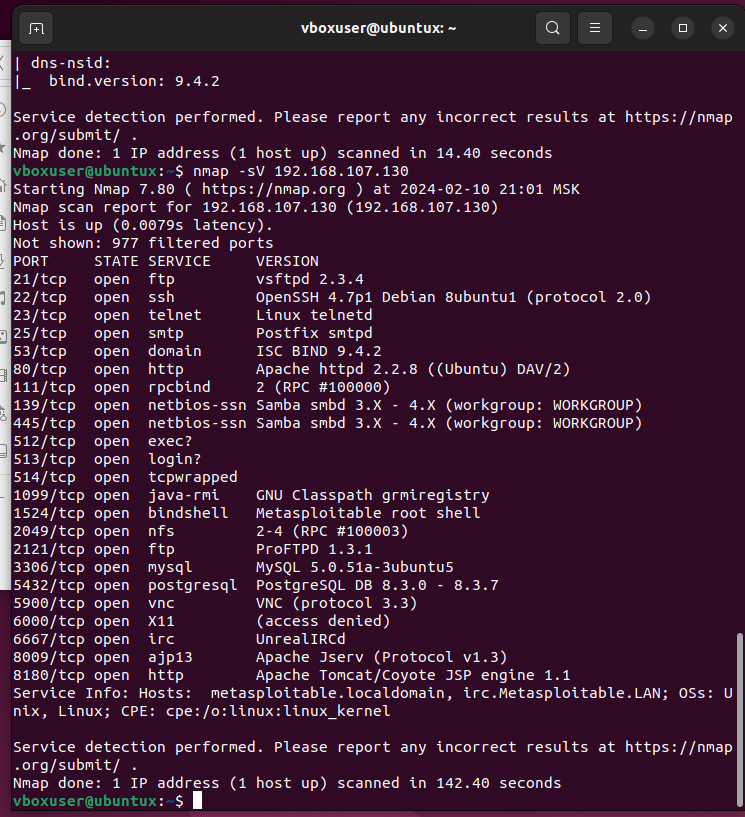 vboxuser@ubuntux: ~
| dns-nsid:
|_  bind.version: 9.4.2

Service detection performed. Please report any incorrect results at https://nmap
.org/submit/ .
Nmap done: 1 IP address (1 host up) scanned in 14.40 seconds
vboxuser@ubuntux:~$ nmap -sV 192.168.107.130
Starting Nmap 7.80 ( https://nmap.org ) at 2024-02-10 21:01 MSK
Nmap scan report for 192.168.107.130 (192.168.107.130)
Host is up (0.0079s latency).
Not shown: 977 filtered ports
PORT     STATE SERVICE     VERSION
21/tcp   open  ftp         vsftpd 2.3.4
22/tcp   open  ssh         OpenSSH 4.7p1 Debian 8ubuntu1 (protocol 2.0)
23/tcp   open  telnet      Linux telnetd
25/tcp   open  smtp        Postfix smtpd
53/tcp   open  domain      ISC BIND 9.4.2
80/tcp   open  http        Apache httpd 2.2.8 ((Ubuntu) DAV/2)
111/tcp  open  rpcbind     2 (RPC #100000)
139/tcp  open  netbios-ssn Samba smbd 3.X - 4.X (workgroup: WORKGROUP)
445/tcp  open  netbios-ssn Samba smbd 3.X - 4.X (workgroup: WORKGROUP)
512/tcp  open  exec?
513/tcp  open  login?
514/tcp  open  tcpwrapped
1099/tcp open  java-rmi    GNU Classpath grmiregistry
1524/tcp open  bindshell   Metasploitable root shell
2049/tcp open  nfs         2-4 (RPC #100003)
2121/tcp open  ftp         ProFTPD 1.3.1
3306/tcp open  mysql       MySQL 5.0.51a-3ubuntu5
5432/tcp open  postgresql  PostgreSQL DB 8.3.0 - 8.3.7
5900/tcp open  vnc         VNC (protocol 3.3)
6000/tcp open  X11         (access denied)
6667/tcp open  irc         UnrealIRCd
8009/tcp open  ajp13       Apache Jserv (Protocol v1.3)
8180/tcp open  http        Apache Tomcat/Coyote JSP engine 1.1
Service Info: Hosts:  metasploitable.localdomain, irc.Metasploitable.LAN; OSs: U
nix, Linux; CPE: cpe:/o:linux:linux_kernel

Service detection performed. Please report any incorrect results at https://nmap
.org/submit/ .
Nmap done: 1 IP address (1 host up) scanned in 142.40 seconds
vboxuser@ubuntux:~$